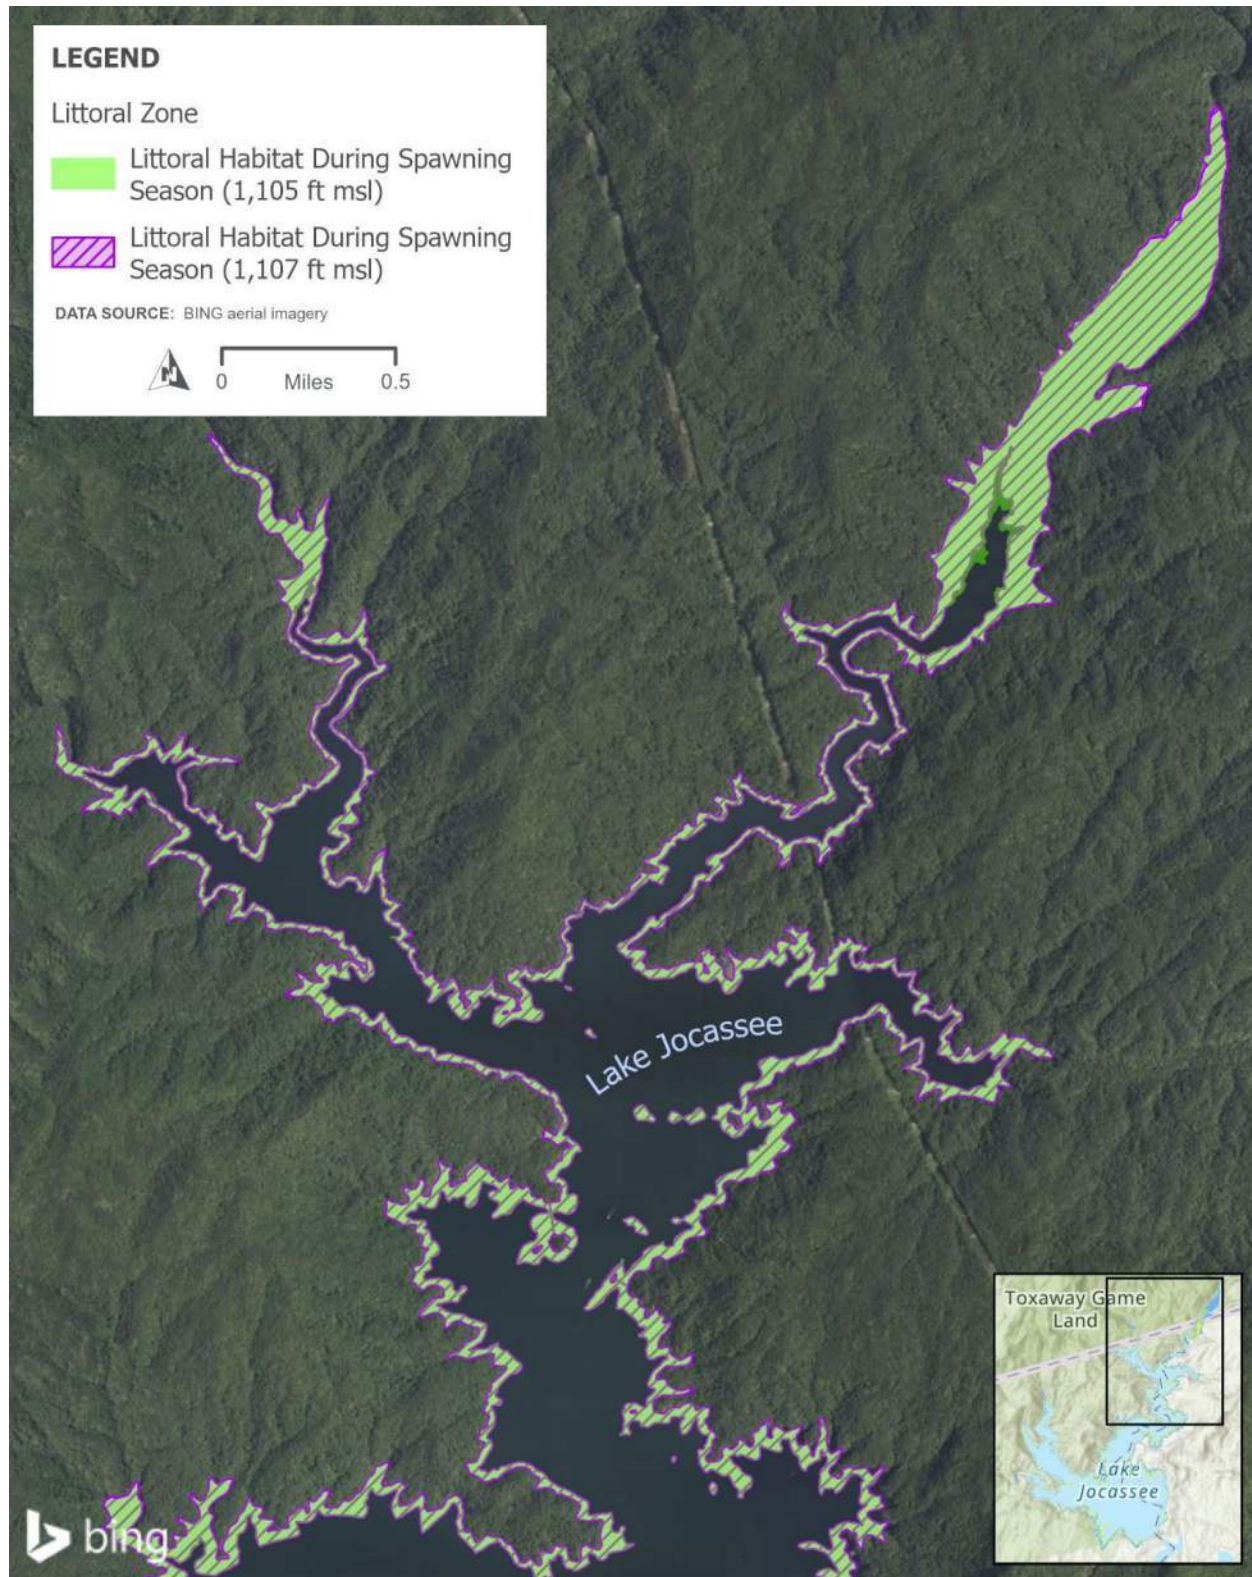 LEGEND
Littoral Zone
Littoral Habitat During Spawning
Season (1,105 ft msl)
Littoral Habitat During Spawning
Season (1,107 ft msl)
DATA SOURCE: BING aerial imagery
N
0 Miles 0.5
Lake Jocassee
Toxaway Game
Land
Lake
Jocassee
bing